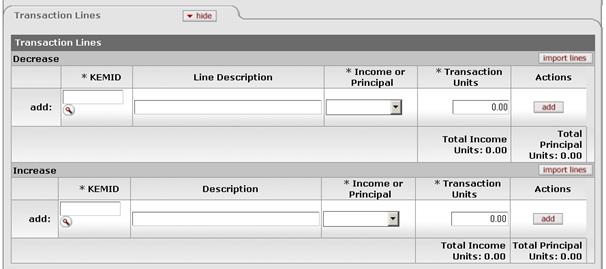 Transaction Lines
hide
Transaction Lines
Decrease
import lines
* KEMID Line Description * Income or Principal * Transaction Units Actions
add: 0.00 add
Total Income Units: 0.00 Total Principal Units: 0.00
Increase
import lines
* KEMID Description * Income or Principal * Transaction Units Actions
add: 0.00 add
Total Income Units: 0.00 Total Principal Units: 0.00